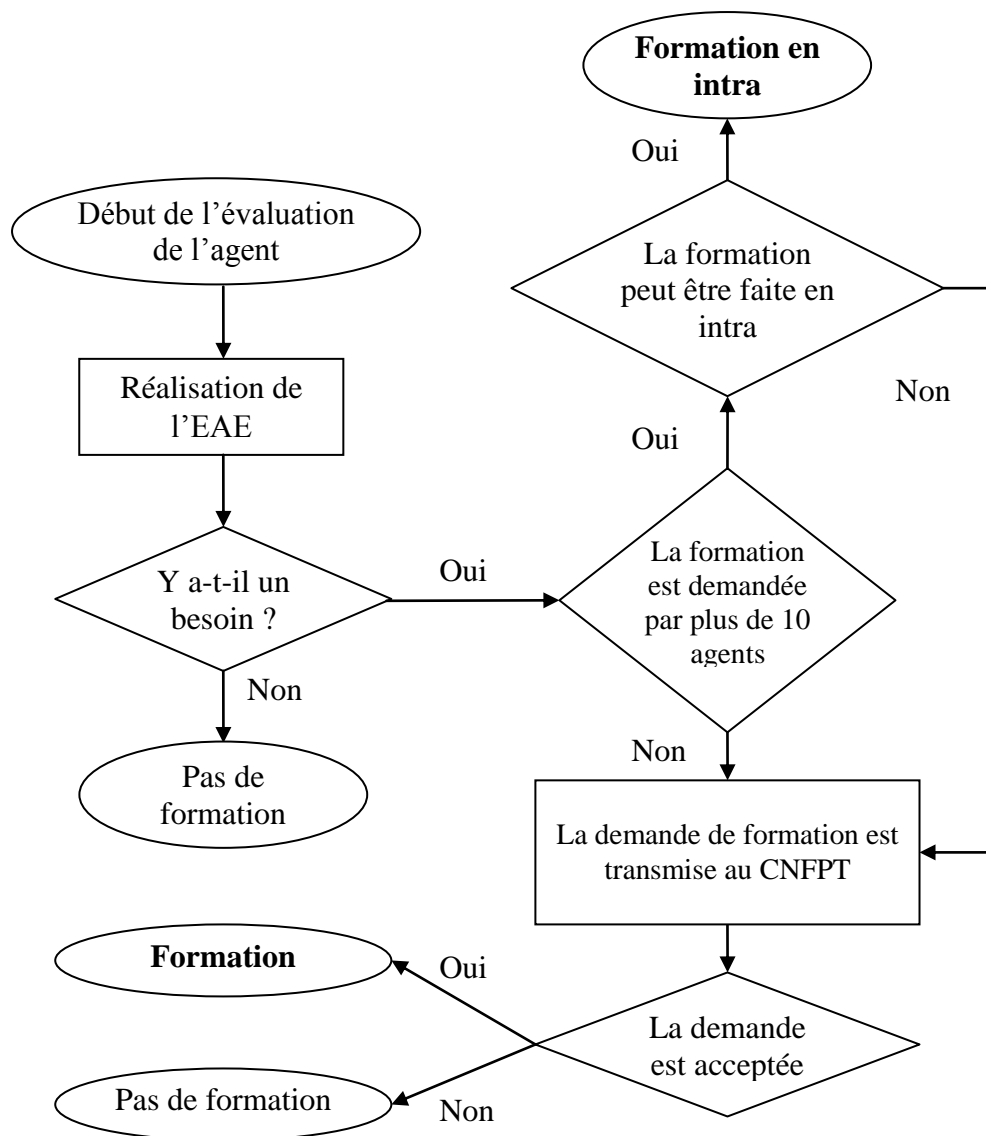 Formation en
intra
Oui
Début de l’évaluation
de l’agent
La formation
peut être faite en
intra
Non
Réalisation de
l’EAE
Oui
Y a-t-il un
besoin ?
Oui
La formation
est demandée
par plus de 10
agents
Non
Non
Pas de
formation
La demande de formation est
transmise au CNFPT
Formation
Oui
La demande
est acceptée
Pas de formation
Non